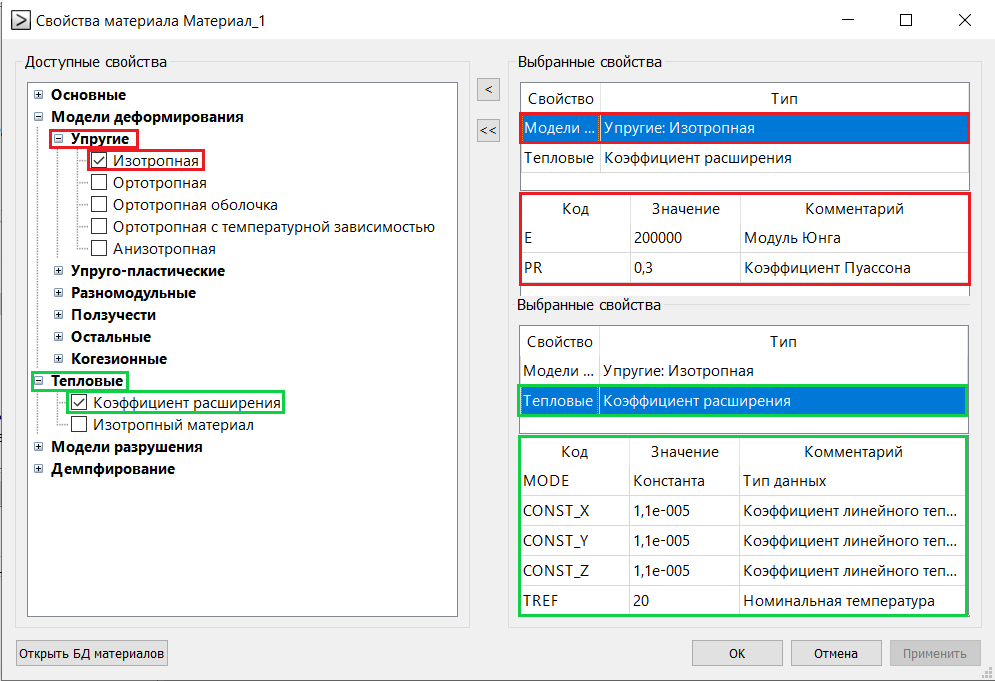 Свойства материала Материал_1
Доступные свойства
Основные
Модели деформирования
Упругие
Изотропная
Ортотропная
Ортотропная оболочка
Ортотропная с температурной зависимостью
Анизотропная
Упруго-пластические
Разномодульные
Ползучести
Остальные
Когезионные
Тепловые
Коэффициент расширения
Изотропный материал
Модели разрушения
Демпфирование
<
<<
Выбранные свойства
Свойство Тип
Модели ... Упругие: Изотропная
Тепловые Коэффициент расширения
Код Значение Комментарий
E 200000 Модуль Юнга
PR 0,3 Коэффициент Пуассона
Выбранные свойства
Свойство Тип
Модели ... Упругие: Изотропная
Тепловые Коэффициент расширения
Код Значение Комментарий
MODE Константа Тип данных
CONST_X 1,1e-005 Коэффициент линейного теп...
CONST_Y 1,1e-005 Коэффициент линейного теп...
CONST_Z 1,1e-005 Коэффициент линейного теп...
TREF 20 Номинальная температура
Открыть БД материалов
ОК Отмена Применить